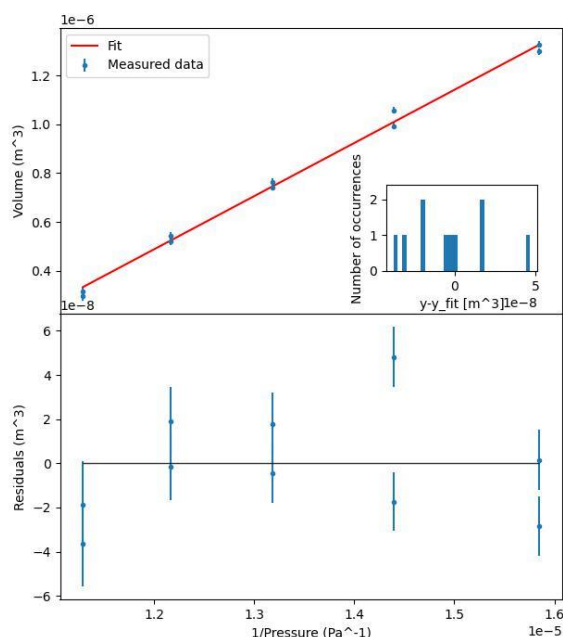 1e−6
Fit
Measured data
1.2
1.0
0.8
0.6
0.4
Volume (m^3)
2
1
0
Number of occurrences
0
5
y-y_fit [m^3]
1e−8
1e−8
6
4
2
0
−2
−4
−6
Residuals (m^3)
1.2
1.3
1.4
1.5
1.6
1/Pressure (Pa^-1)
1e−5